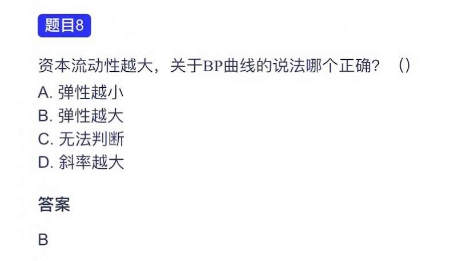 题目8
资本流动性越大，关于BP曲线的说法哪个正确？（）
A. 弹性越小
B. 弹性越大
C. 无法判断
D. 斜率越大
答案
B